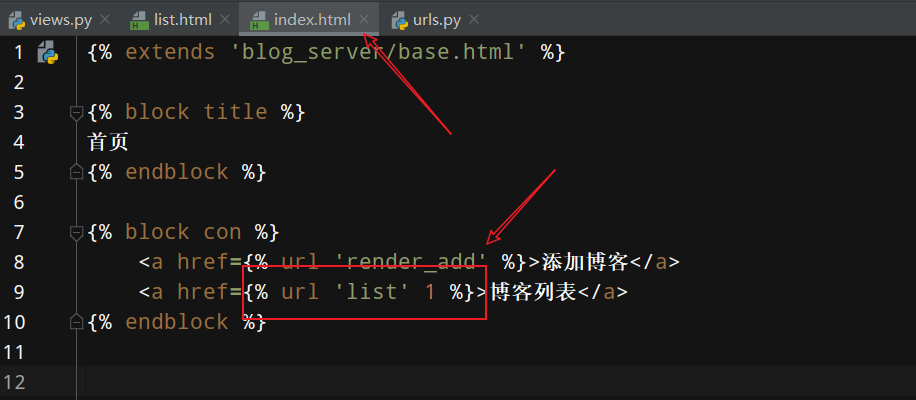 views.py list.html index.html urls.py
1 {% extends 'blog_server/base.html' %}
2
3 {% block title %}
4 首页
5 {% endblock %}
6
7 {% block con %}
8 <a href={% url 'render_add' %}>添加博客</a>
9 <a href={% url 'list' 1 %}>博客列表</a>
10 {% endblock %}
11
12